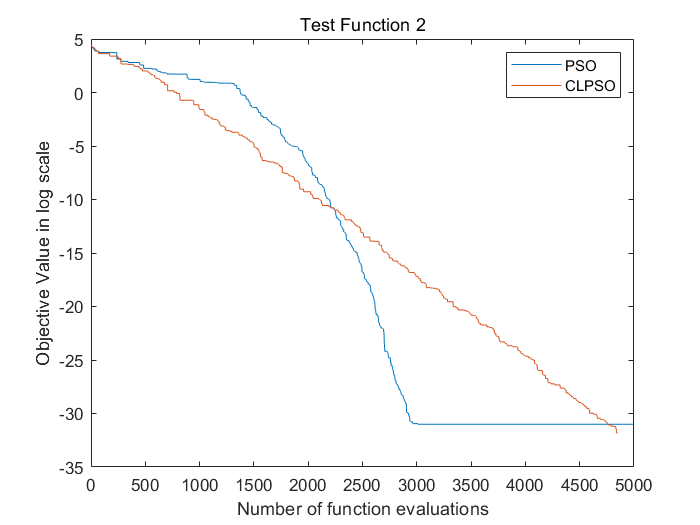 Test Function 2
PSO
CLPSO
Objective Value in log scale
5
0
-5
-10
-15
-20
-25
-30
-35
0 500 1000 1500 2000 2500 3000 3500 4000 4500 5000
Number of function evaluations